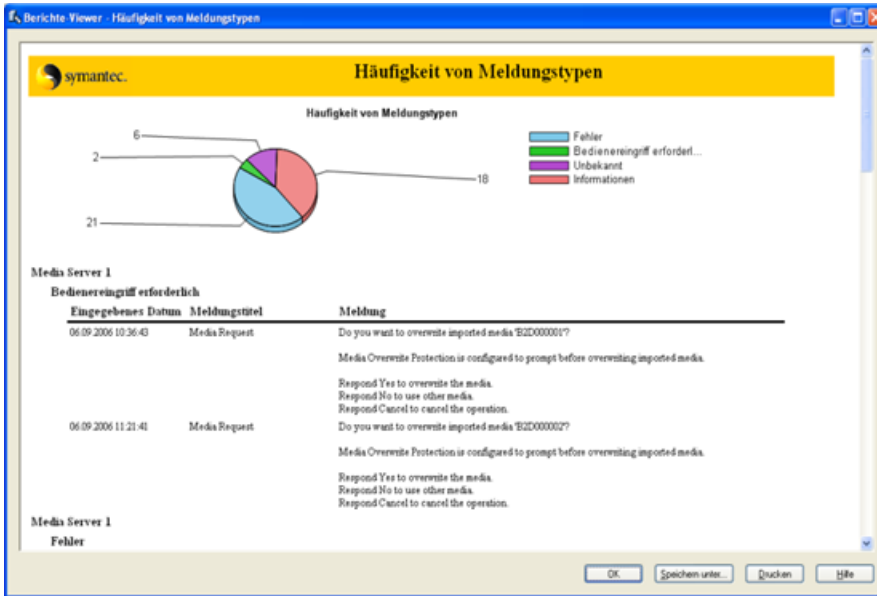 Berichte-Viewer - Häufigkeit von Meldungstypen
symantec.
Häufigkeit von Meldungstypen
Haufigkeit von Meldungstypen
6
2
21
18
Fehler
Bedienereingriff erforderl...
Unbekannt
Informationen
Media Server 1
Bedienereingriff erforderlich
Eingegebenes Datum Meldungstitel Meldung
06.09.2006 10:36:43 Media Request Do you want to overwrite imported media 'B2D000001'?
Media Overwrite Protection is configured to prompt before overwriting imported media.
Respond Yes to overwrite the media.
Respond No to use other media.
Respond Cancel to cancel the operation.
06.09.2006 11:21:41 Media Request Do you want to overwrite imported media 'B2D000002'?
Media Overwrite Protection is configured to prompt before overwriting imported media.
Respond Yes to overwrite the media.
Respond No to use other media.
Respond Cancel to cancel the operation.
Media Server 1
Fehler
OK Speichern unter... Drucken Hilfe